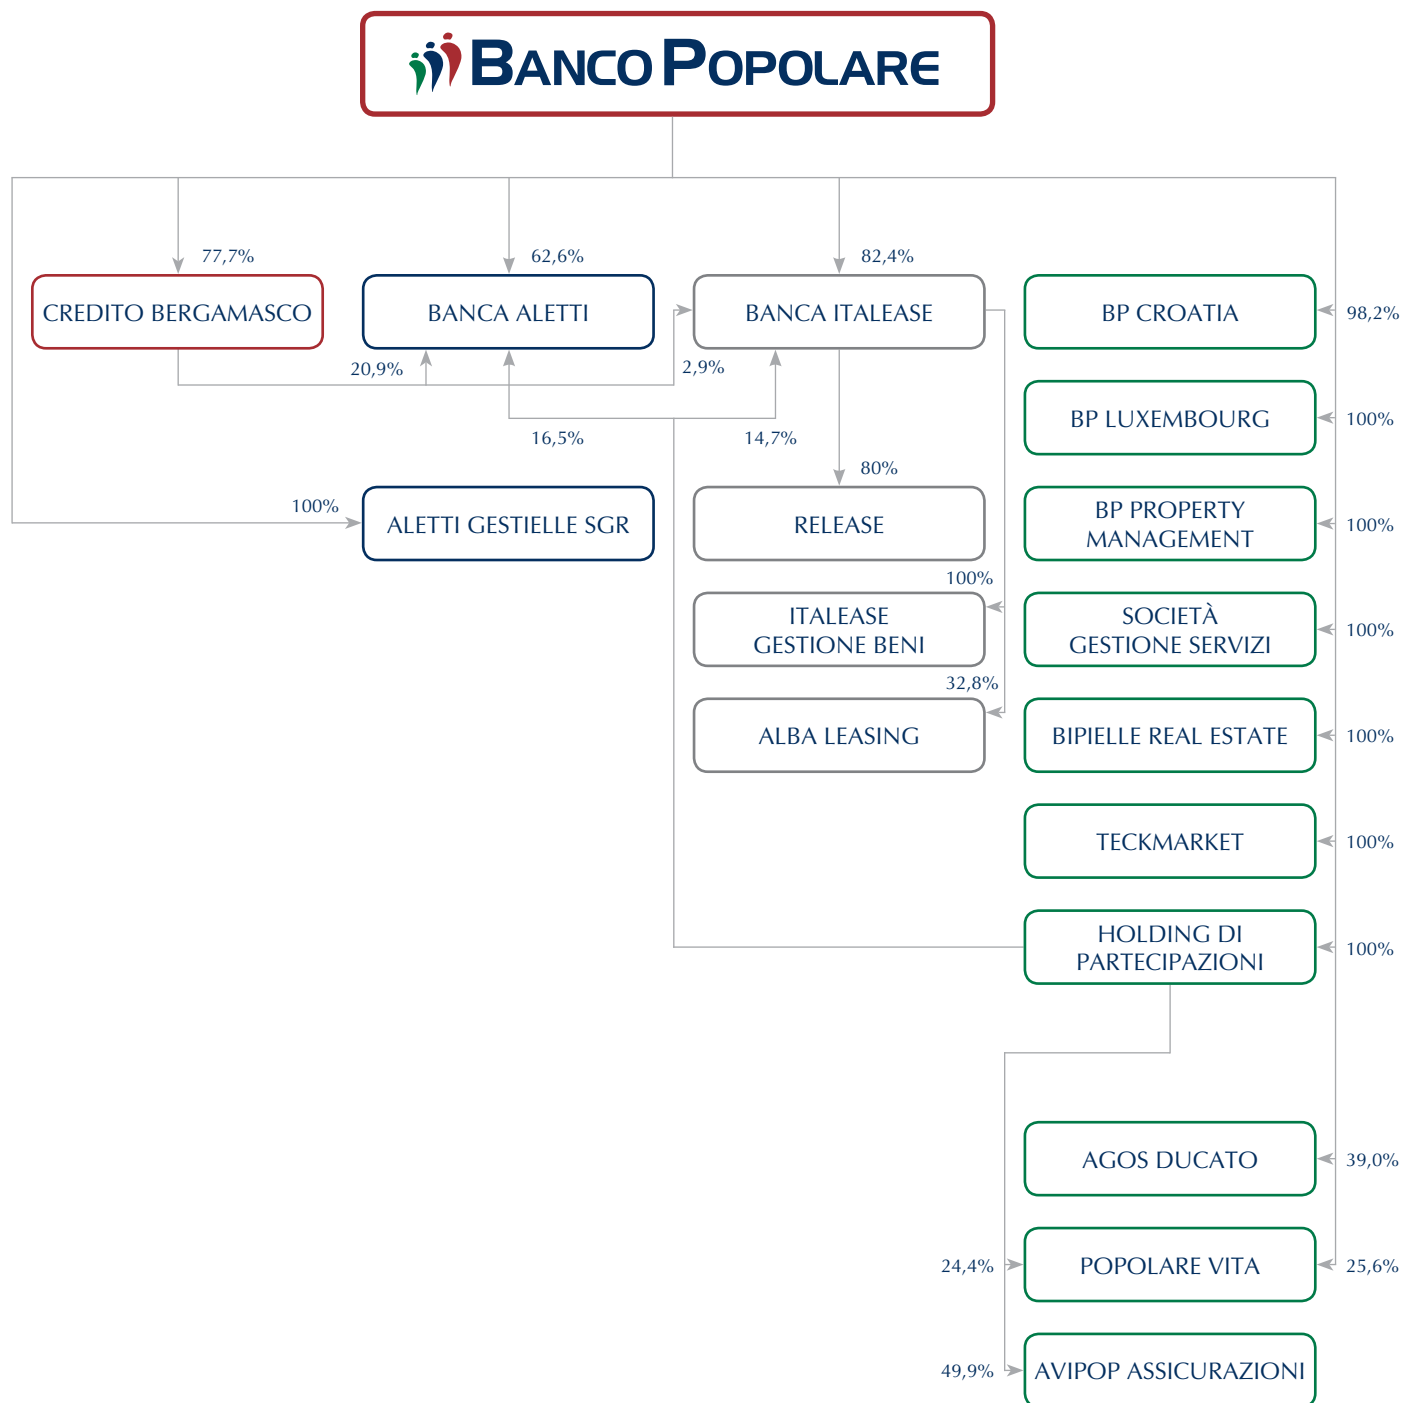 BANCO POPOLARE
77,7%
62,6%
82,4%
CREDITO BERGAMASCO
BANCA ALETTI
BANCA ITALEASE
BP CROATIA
98,2%
20,9%
2,9%
BP LUXEMBOURG
100%
16,5%
14,7%
80%
100%
ALETTI GESTIELLE SGR
RELEASE
BP PROPERTY
MANAGEMENT
100%
100%
ITALEASE
GESTIONE BENI
SOCIETÀ
GESTIONE SERVIZI
100%
32,8%
ALBA LEASING
BIPIELLE REAL ESTATE
100%
TECKMARKET
100%
HOLDING DI
PARTECIPAZIONI
100%
AGOS DUCATO
39,0%
24,4%
POPOLARE VITA
25,6%
49,9%
AVIPOP ASSICURAZIONI